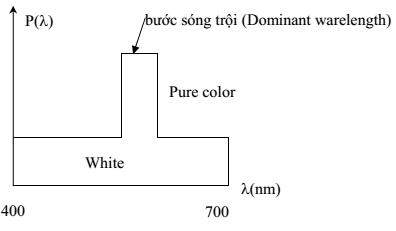 P(λ)
bước sóng trội (Dominant warelength)
Pure color
White
λ(nm)
400
700